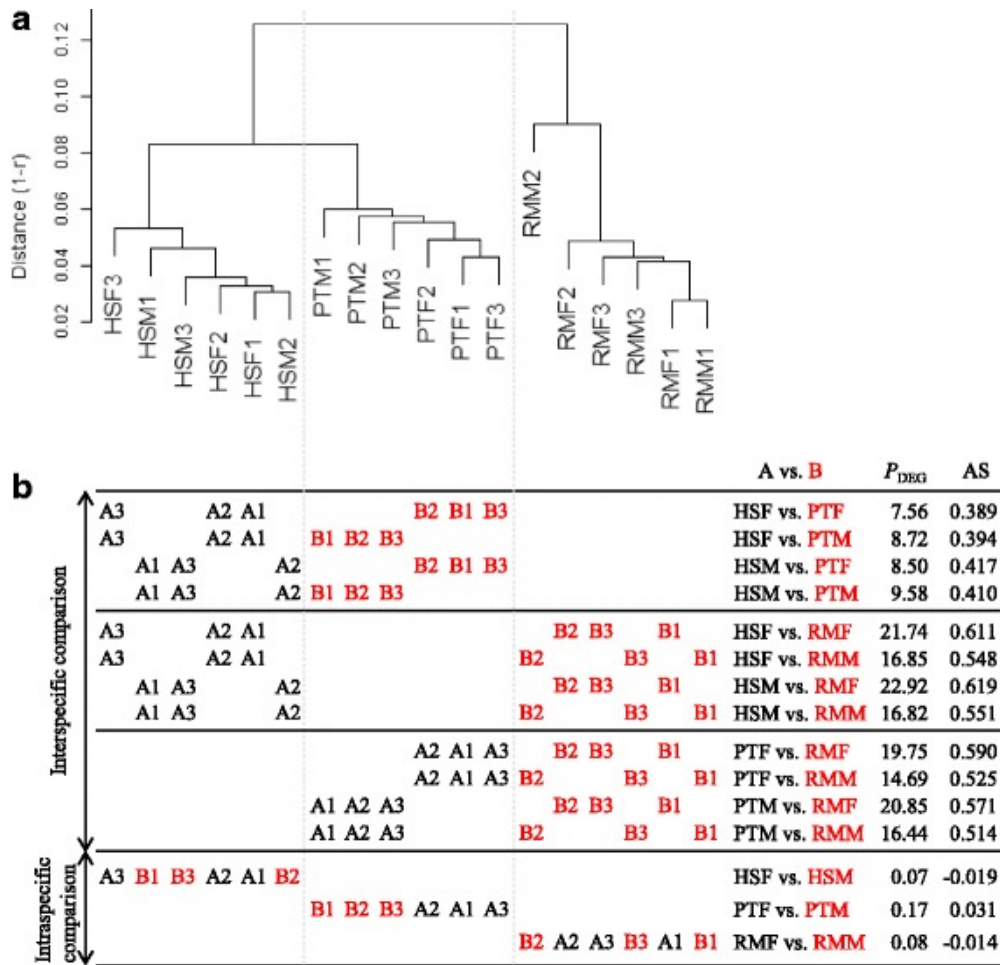 a
Distance (1-r)
0.12
0.10
0.08
0.06
0.04
0.02
HSF3
HSM1
HSM3
HSF2
HSF1
HSM2
PTM1
PTM2
PTM3
PTF2
PTF1
PTF3
RMM2
RMF2
RMF3
RMM3
RMF1
RMM1
b
A vs. B PDEG AS
Interspecific comparison
A3 A2 A1 B2 B1 B3 HSF vs. PTF 7.56 0.389
A3 A2 A1 B1 B2 B3 HSF vs. PTM 8.72 0.394
A1 A3 A2 B2 B1 B3 HSM vs. PTF 8.50 0.417
A1 A3 A2 B1 B2 B3 HSM vs. PTM 9.58 0.410
A3 A2 A1 B2 B3 B1 HSF vs. RMF 21.74 0.611
A3 A2 A1 B2 B3 B1 HSF vs. RMM 16.85 0.548
A1 A3 A2 B2 B3 B1 HSM vs. RMF 22.92 0.619
A1 A3 A2 B2 B3 B1 HSM vs. RMM 16.82 0.551
A2 A1 A3 B2 B3 B1 PTF vs. RMF 19.75 0.590
A2 A1 A3 B2 B3 B1 PTF vs. RMM 14.69 0.525
A1 A2 A3 B2 B3 B1 PTM vs. RMF 20.85 0.571
A1 A2 A3 B2 B3 B1 PTM vs. RMM 16.44 0.514
Intraspecific
comparison
A3 B1 B3 A2 A1 B2 HSF vs. HSM 0.07 -0.019
B1 B2 B3 A2 A1 A3 PTF vs. PTM 0.17 0.031
B2 A2 A3 B3 A1 B1 RMF vs. RMM 0.08 -0.014